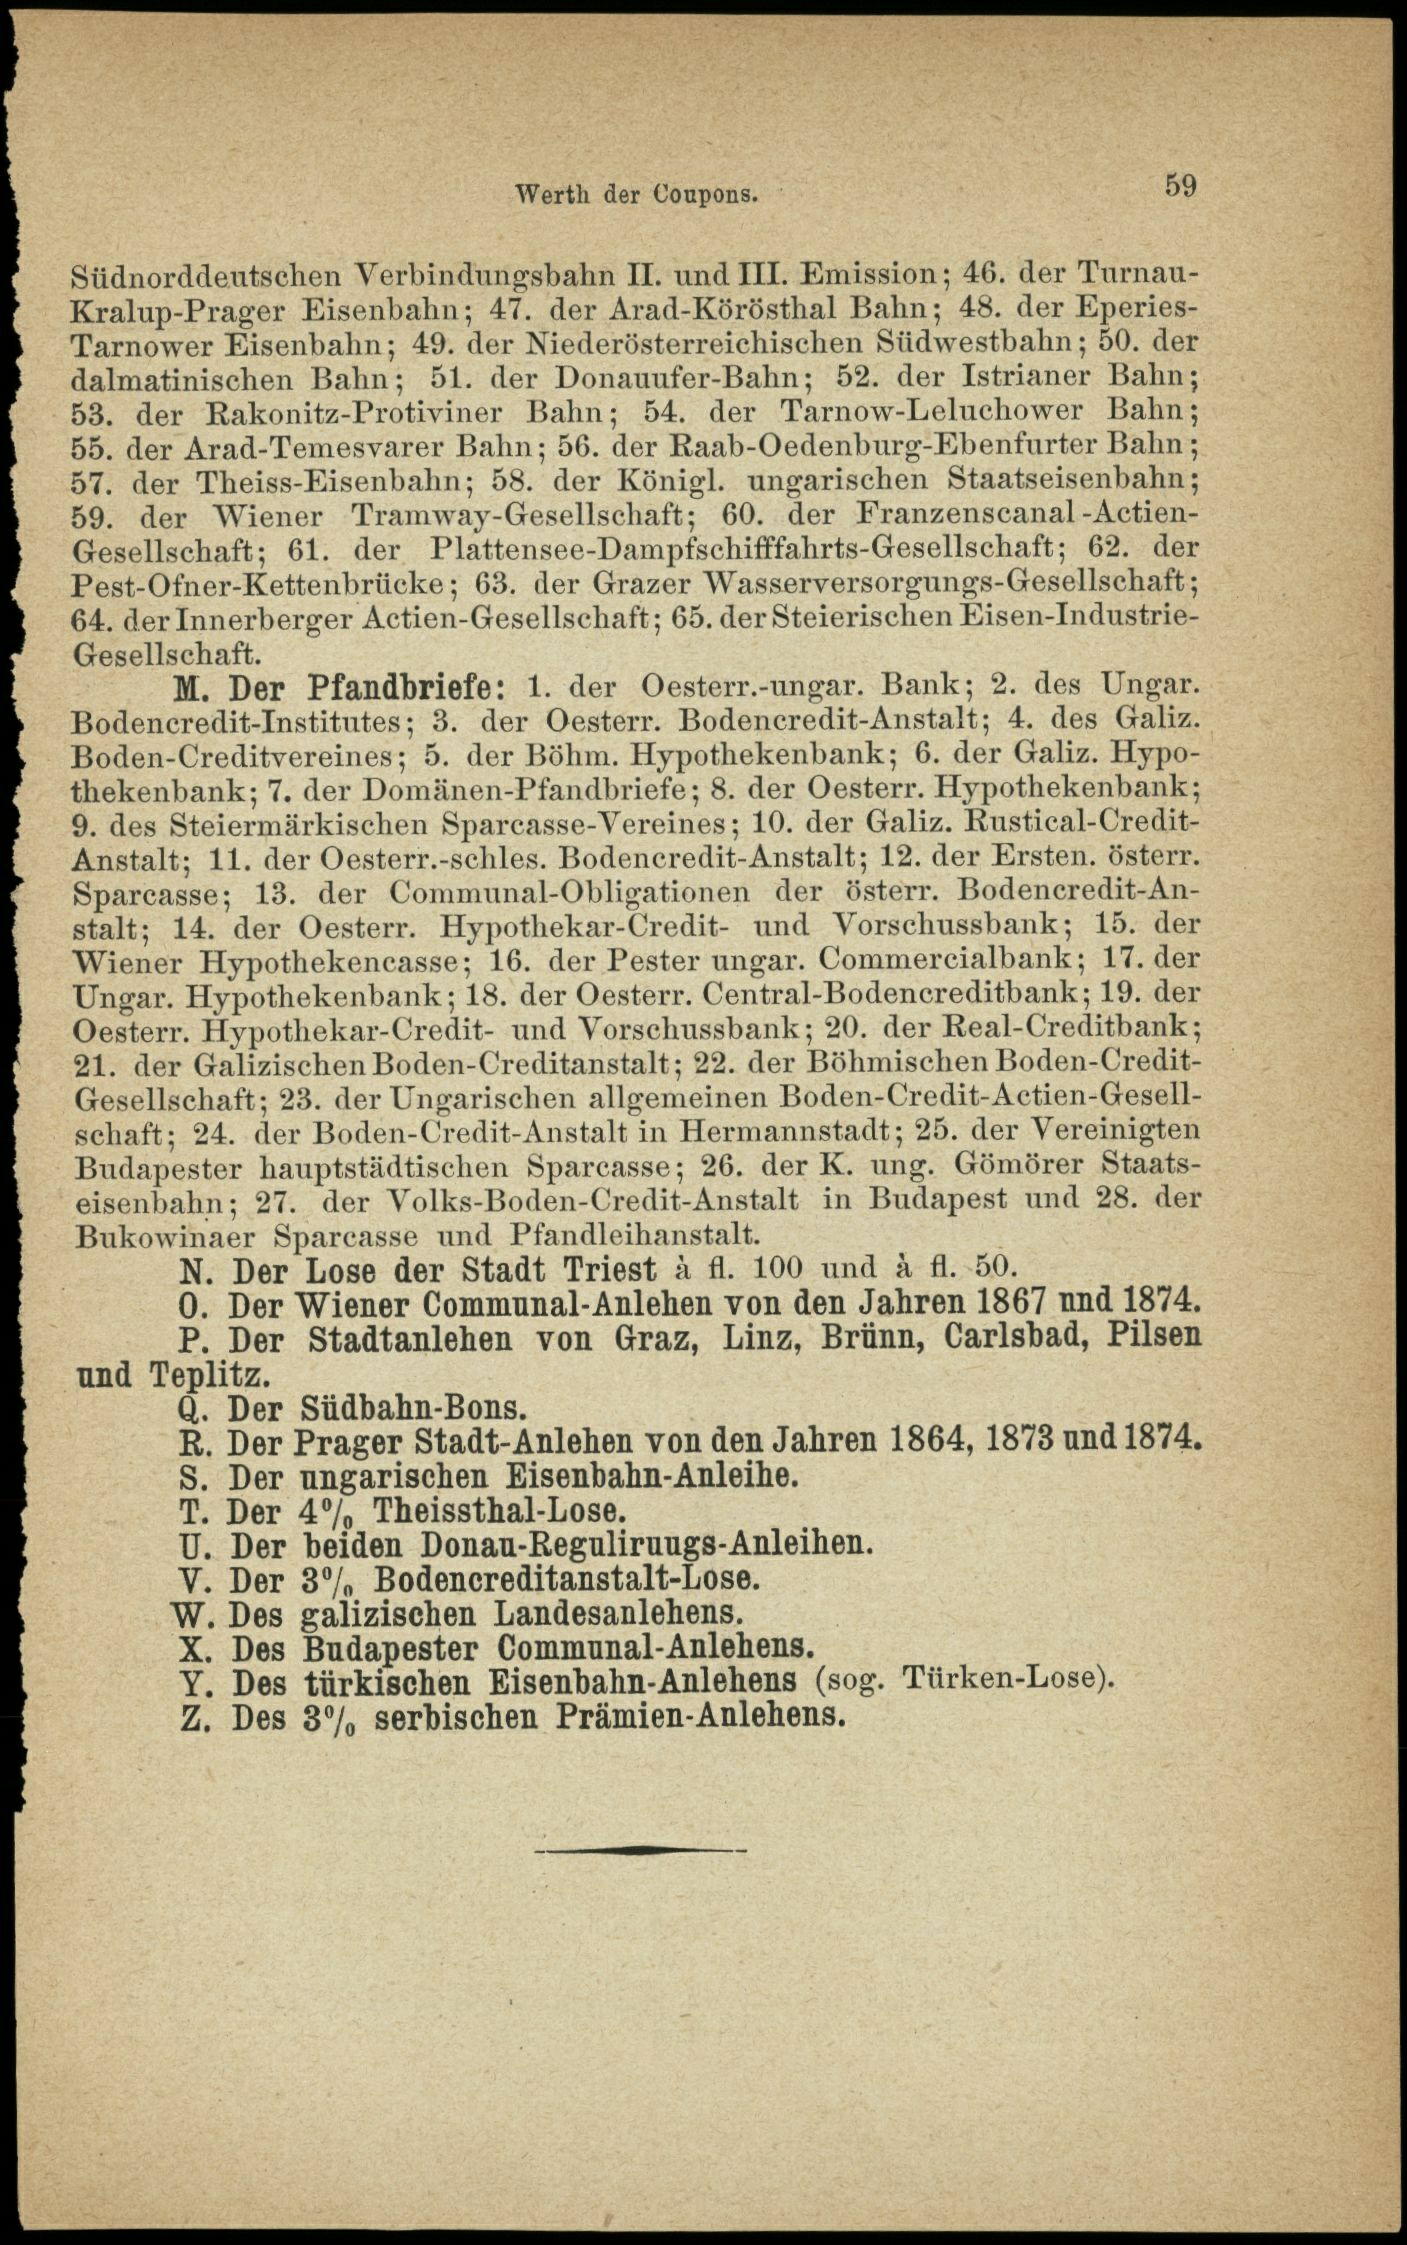 Werth der Coupons. 59
Südnorddeutschen Verbindungsbahn II. und III. Emission; 46. der Turnau-
Kralup-Prager Eisenbahn; 47. der Arad-Körösthal Bahn; 48. der Eperies-
Tarnower Eisenbahn; 49. der Niederösterreichischen Südwestbahn; 50. der
dalmatinischen Bahn; 51. der Donauufer-Bahn; 52. der Istrianer Bahn;
53. der Rakonitz-Protiviner Bahn; 54. der Tarnow-Leluchower Bahn;
55. der Arad-Temesvarer Bahn; 56. der Raab-Oedenburg-Ebenfurter Bahn;
57. der Theiss-Eisenbahn; 58. der Königl. ungarischen Staatseisenbahn;
59. der Wiener Tramway-Gesellschaft; 60. der Franzenscanal-Actien-
Gesellschaft; 61. der Plattensee-Dampfschifffahrts-Gesellschaft; 62. der
Pest-Ofner-Kettenbrücke; 63. der Grazer Wasserversorgungs-Gesellschaft;
64. der Innerberger Actien-Gesellschaft; 65. der Steierischen Eisen-Industrie-
Gesellschaft.
M. Der Pfandbriefe: 1. der Oesterr.-ungar. Bank; 2. des Ungar.
Bodencredit-Institutes; 3. der Oesterr. Bodencredit-Anstalt; 4. des Galiz.
Boden-Creditvereines; 5. der Böhm. Hypothekenbank; 6. der Galiz. Hypo-
thekenbank; 7. der Domänen-Pfandbriefe; 8. der Oesterr. Hypothekenbank;
9. des Steiermärkischen Sparcasse-Vereines; 10. der Galiz. Rustical-Credit-
Anstalt; 11. der Oesterr.-schles. Bodencredit-Anstalt; 12. der Ersten. österr.
Sparcasse; 13. der Communal-Obligationen der österr. Bodencredit-An-
stalt; 14. der Oesterr. Hypothekar-Credit- und Vorschussbank; 15. der
Wiener Hypothekencasse; 16. der Pester ungar. Commercialbank; 17. der
Ungar. Hypothekenbank; 18. der Oesterr. Central-Bodencreditbank; 19. der
Oesterr. Hypothekar-Credit- und Vorschussbank; 20. der Real-Creditbank;
21. der Galizischen Boden-Creditanstalt; 22. der Böhmischen Boden-Credit-
Gesellschaft; 23. der Ungarischen allgemeinen Boden-Credit-Actien-Gesell-
schaft; 24. der Boden-Credit-Anstalt in Hermannstadt; 25. der Vereinigten
Budapester hauptstädtischen Sparcasse; 26. der K. ung. Gömörer Staats-
eisenbahn; 27. der Volks-Boden-Credit-Anstalt in Budapest und 28. der
Bukowinaer Sparcasse und Pfandleihanstalt.
N. Der Lose der Stadt Triest à fl. 100 und à fl. 50.
O. Der Wiener Communal-Anlehen von den Jahren 1867 und 1874.
P. Der Stadtanlehen von Graz, Linz, Brünn, Carlsbad, Pilsen
und Teplitz.
Q. Der Südbahn-Bons.
R. Der Prager Stadt-Anlehen von den Jahren 1864, 1873 und 1874.
S. Der ungarischen Eisenbahn-Anleihe.
T. Der 4% Theissthal-Lose.
U. Der beiden Donau-Reguliruugs-Anleihen.
V. Der 3% Bodencreditanstalt-Lose.
W. Des galizischen Landesanlehens.
X. Des Budapester Communal-Anlehens.
Y. Des türkischen Eisenbahn-Anlehens (sog. Türken-Lose).
Z. Des 3% serbischen Prämien-Anlehens.